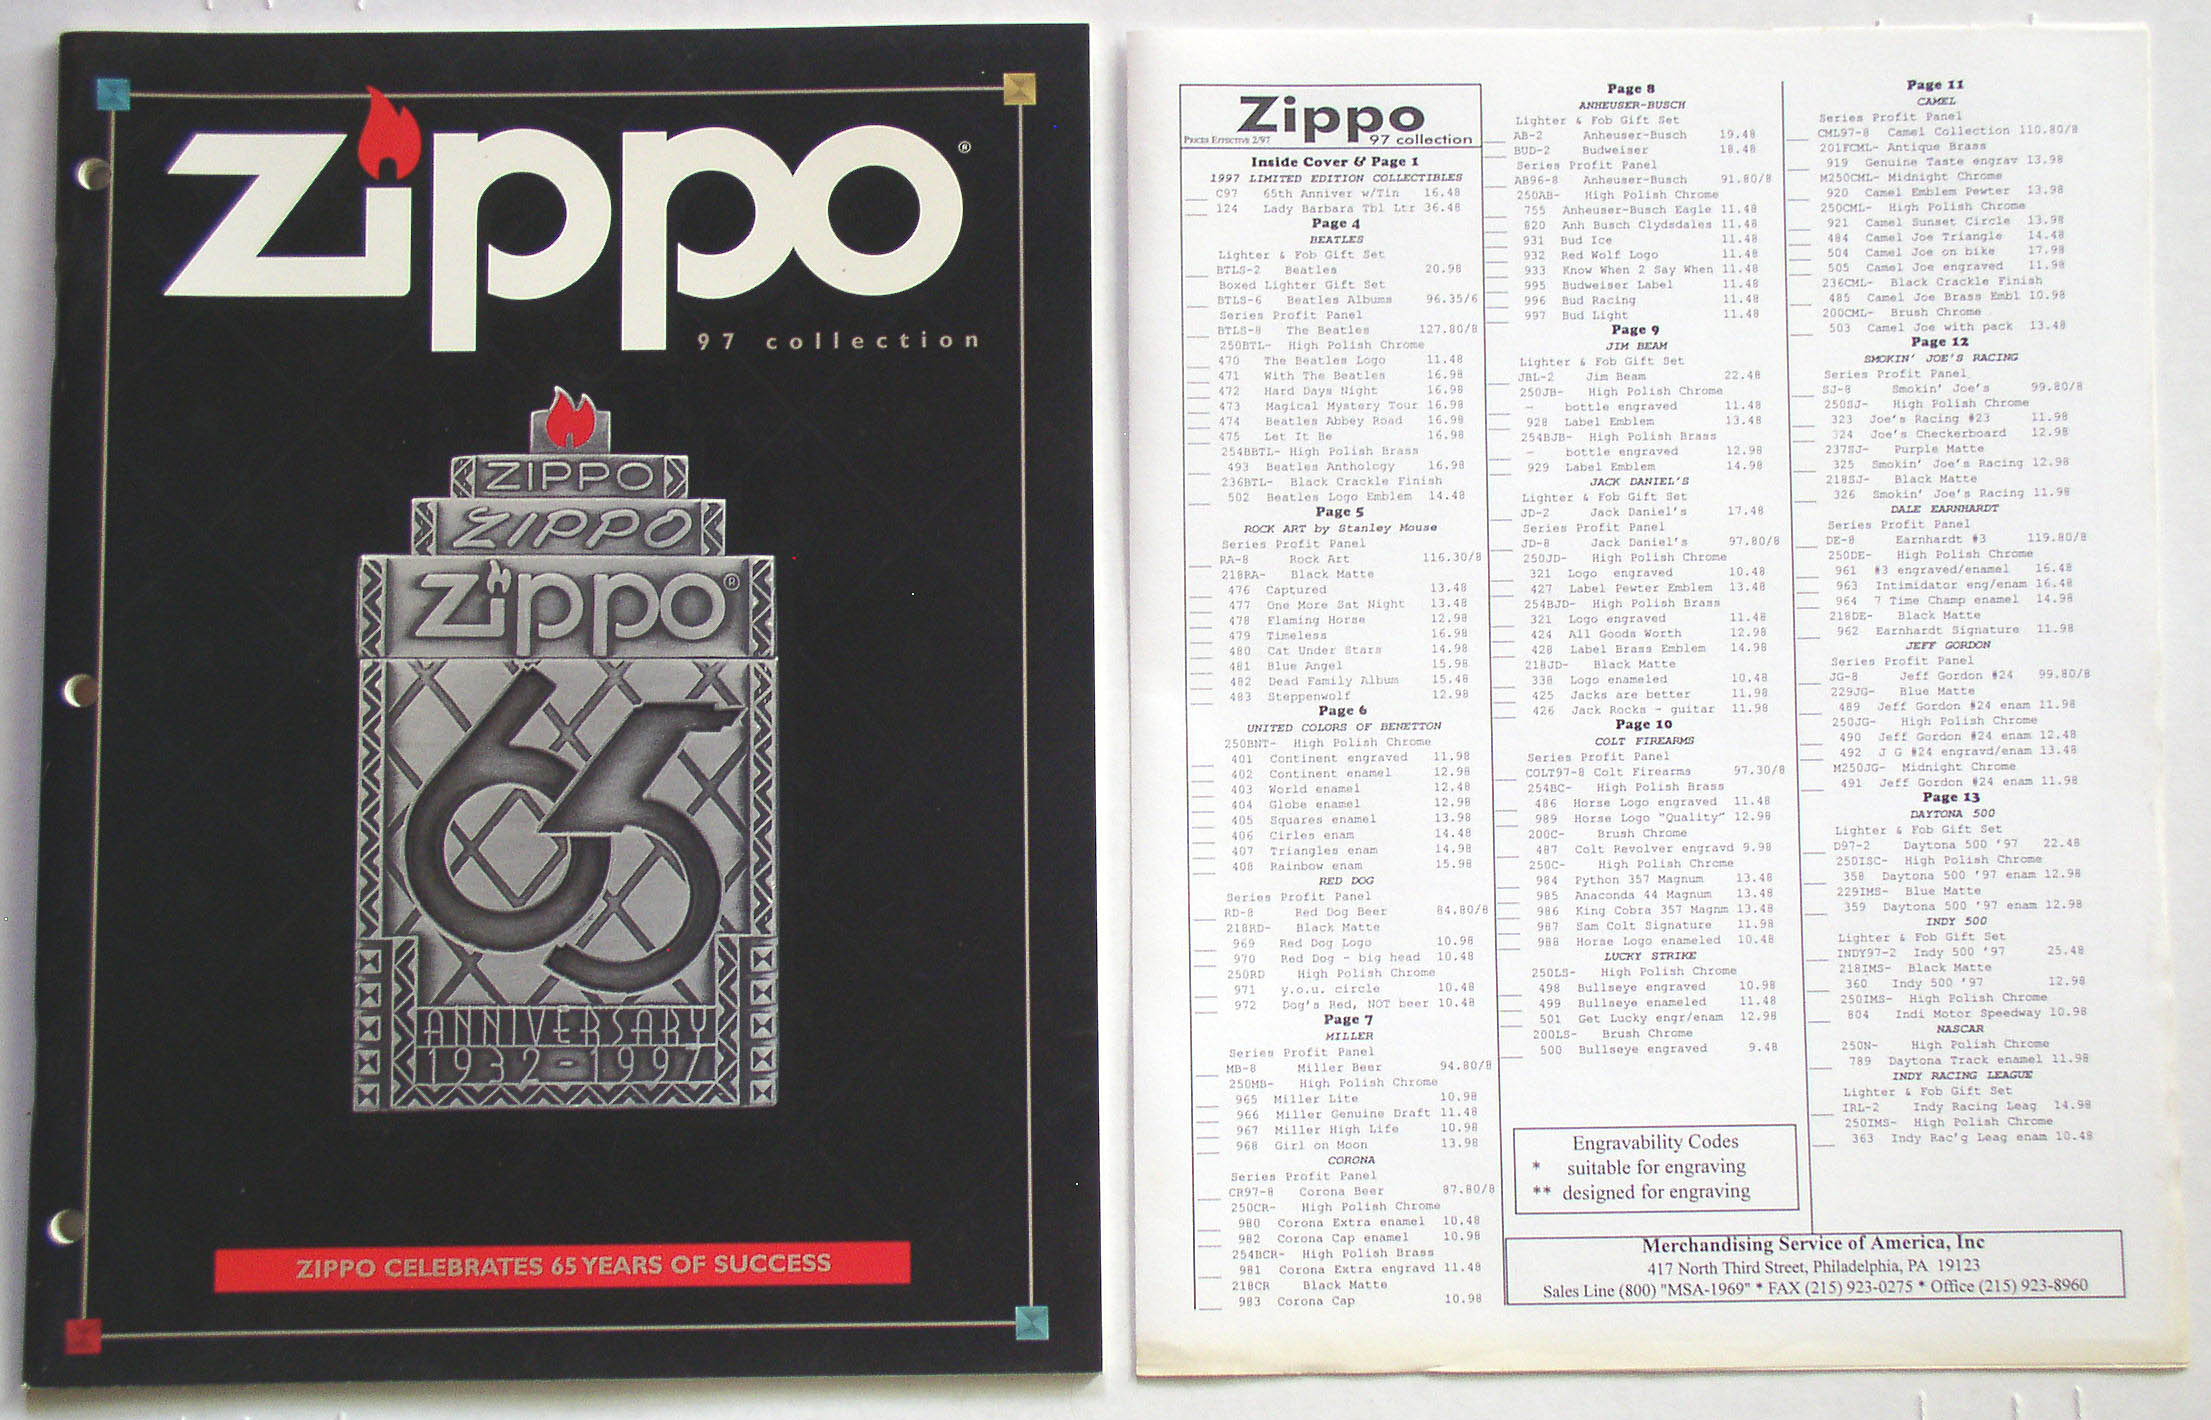 Zippo®
97 collection
ZIPPO
ZIPPO
Zippo®
65
ANNIVERSARY
1932-1997
ZIPPO CELEBRATES 65 YEARS OF SUCCESS
Zippo
PRICES EFFECTIVE 2/97 97 collection
Inside Cover & Page 1
1997 LIMITED EDITION COLLECTIBLES
C97 65th Anniver w/Tin 16.48
124 Lady Barbara Tbl Ltr 36.48
Page 4
BEATLES
Lighter & Fob Gift Set
BTLS-2 Beatles 20.98
Boxed Lighter Gift Set
BTLS-6 Beatles Albums 96.35/6
Series Profit Panel
BTLS-8 The Beatles 127.80/8
250BTL- High Polish Chrome
470 The Beatles Logo 11.48
471 With The Beatles 16.98
472 Hard Days Night 16.98
473 Magical Mystery Tour 16.98
474 Beatles Abbey Road 16.98
475 Let It Be 16.98
254BBTL- High Polish Brass
493 Beatles Anthology 16.98
236BTL- Black Crackle Finish
502 Beatles Logo Emblem 14.48
Page 5
ROCK ART by Stanley Mouse
Series Profit Panel
RA-8 Rock Art 116.30/8
218RA- Black Matte
476 Captured 13.48
477 One More Sat Night 13.48
478 Flaming Horse 12.98
479 Timeless 16.98
480 Cat Under Stars 14.98
481 Blue Angel 15.98
482 Dead Family Album 15.48
483 Steppenwolf 12.98
Page 6
UNITED COLORS OF BENETTON
250BNT- High Polish Chrome
401 Continent engraved 11.98
402 Continent enamel 12.98
403 World enamel 12.48
404 Globe enamel 12.98
405 Squares enamel 13.98
406 Cirles enam 14.48
407 Triangles enam 14.98
408 Rainbow enam 15.98
RED DOG
Series Profit Panel
RD-8 Red Dog Beer 84.80/8
218RD- Black Matte
969 Red Dog Logo 10.98
970 Red Dog - big head 10.48
250RD High Polish Chrome
971 y.o.u. circle 10.48
972 Dog's Red, NOT beer 10.48
Page 7
MILLER
Series Profit Panel
MB-8 Miller Beer 94.80/8
250MB- High Polish Chrome
965 Miller Lite 10.98
966 Miller Genuine Draft 11.48
967 Miller High Life 10.98
968 Girl on Moon 13.98
CORONA
Series Profit Panel
CR97-8 Corona Beer 87.80/8
250CR- High Polish Chrome
980 Corona Extra enamel 10.48
982 Corona Cap enamel 10.98
254BCR- High Polish Brass
981 Corona Extra engravd 11.48
218CR Black Matte
983 Corona Cap 10.98
Page 8
ANHEUSER-BUSCH
Lighter & Fob Gift Set
AB-2 Anheuser-Busch 19.48
BUD-2 Budweiser 18.48
Series Profit Panel
AB96-8 Anheuser-Busch 91.80/8
250AB- High Polish Chrome
755 Anheuser-Busch Eagle 11.48
820 Anh Busch Clydsdales 11.48
931 Bud Ice 11.48
932 Red Wolf Logo 11.48
933 Know When 2 Say When 11.48
995 Budweiser Label 11.48
996 Bud Racing 11.48
997 Bud Light 11.48
Page 9
JIM BEAM
Lighter & Fob Gift Set
JBL-2 Jim Beam 22.48
250JB- High Polish Chrome
- bottle engraved 11.48
928 Label Emblem 13.48
254BJB- High Polish Brass
- bottle engraved 12.98
929 Label Emblem 14.98
JACK DANIEL'S
Lighter & Fob Gift Set
JD-2 Jack Daniel's 17.48
Series Profit Panel
JD-8 Jack Daniel's 97.80/8
250JD- High Polish Chrome
321 Logo engraved 10.48
427 Label Pewter Emblem 13.48
254BJD- High Polish Brass
321 Logo engraved 11.48
424 All Goods Worth 12.98
428 Label Brass Emblem 14.98
218JD- Black Matte
338 Logo enameled 10.48
425 Jacks are better 11.98
426 Jack Rocks - guitar 11.98
Page 10
COLT FIREARMS
Series Profit Panel
COLT97-8 Colt Firearms 97.30/8
254BC- High Polish Brass
486 Horse Logo engraved 11.48
989 Horse Logo "Quality" 12.98
200C- Brush Chrome
487 Colt Revolver engravd 9.98
250C- High Polish Chrome
984 Python 357 Magnum 13.48
985 Anaconda 44 Magnum 13.48
986 King Cobra 357 Magnm 13.48
987 Sam Colt Signature 11.98
988 Horse Logo enameled 10.48
LUCKY STRIKE
250LS- High Polish Chrome
498 Bullseye engraved 10.98
499 Bullseye enameled 11.48
501 Get Lucky engr/enam 12.98
200LS- Brush Chrome
500 Bullseye engraved 9.48
Engravability Codes
* suitable for engraving
** designed for engraving
Page 11
CAMEL
Series Profit Panel
CML97-8 Camel Collection 110.80/8
201FCML- Antique Brass
919 Genuine Taste engrav 13.98
M250CML- Midnight Chrome
920 Camel Emblem Pewter 13.98
250CML- High Polish Chrome
921 Camel Sunset Circle 13.98
484 Camel Joe Triangle 14.48
504 Camel Joe on bike 17.98
505 Camel Joe engraved 11.98
236CML- Black Crackle Finish
485 Camel Joe Brass Embl 10.98
200CML- Brush Chrome
503 Camel Joe with pack 13.48
Page 12
SMOKIN' JOE'S RACING
Series Profit Panel
SJ-8 Smokin' Joe's 99.80/8
250SJ- High Polish Chrome
323 Joe's Racing #23 11.98
324 Joe's Checkerboard 12.98
237SJ- Purple Matte
325 Smokin' Joe's Racing 12.98
218SJ- Black Matte
326 Smokin' Joe's Racing 11.98
DALE EARNHARDT
Series Profit Panel
DE-8 Earnhardt #3 119.80/8
250DE- High Polish Chrome
961 #3 engraved/enamel 16.48
963 Intimidator eng/enam 16.48
964 7 Time Champ enamel 14.98
218DE- Black Matte
962 Earnhardt Signature 11.98
JEFF GORDON
Series Profit Panel
JG-8 Jeff Gordon #24 99.80/8
229JG- Blue Matte
489 Jeff Gordon #24 enam 11.98
250JG- High Polish Chrome
490 Jeff Gordon #24 enam 12.48
492 J G #24 engravd/enam 13.48
M250JG- Midnight Chrome
491 Jeff Gordon #24 enam 11.98
Page 13
DAYTONA 500
Lighter & Fob Gift Set
D97-2 Daytona 500 '97 22.48
250ISC- High Polish Chrome
358 Daytona 500 '97 enam 12.98
229IMS- Blue Matte
359 Daytona 500 '97 enam 12.98
INDY 500
Lighter & Fob Gift Set
INDY97-2 Indy 500 '97 25.48
218IMS- Black Matte
360 Indy 500 '97 12.98
250IMS- High Polish Chrome
804 Indi Motor Speedway 10.98
NASCAR
250N- High Polish Chrome
789 Daytona Track enamel 11.98
INDY RACING LEAGUE
Lighter & Fob Gift Set
IRL-2 Indy Racing Leag 14.98
250IMS- High Polish Chrome
363 Indy Rac'g Leag enam 10.48
Merchandising Service of America, Inc
417 North Third Street, Philadelphia, PA 19123
Sales Line (800) "MSA-1969" * FAX (215) 923-0275 * Office (215) 923-8960